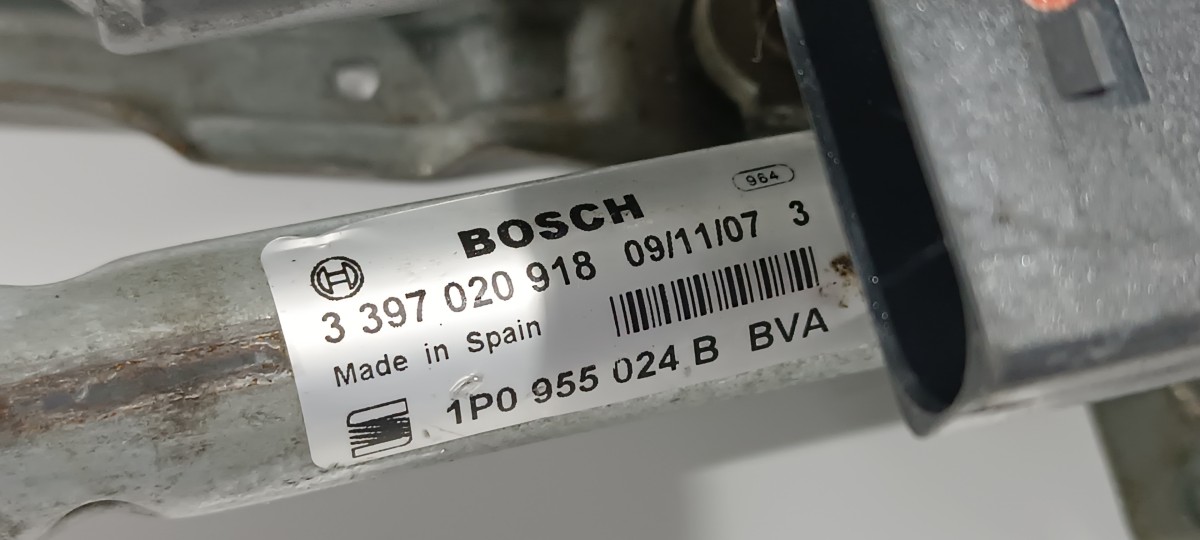 964
BOSCH
3 397 020 918 09/11/07 3
Made in Spain
1P0 955 024 B BVA